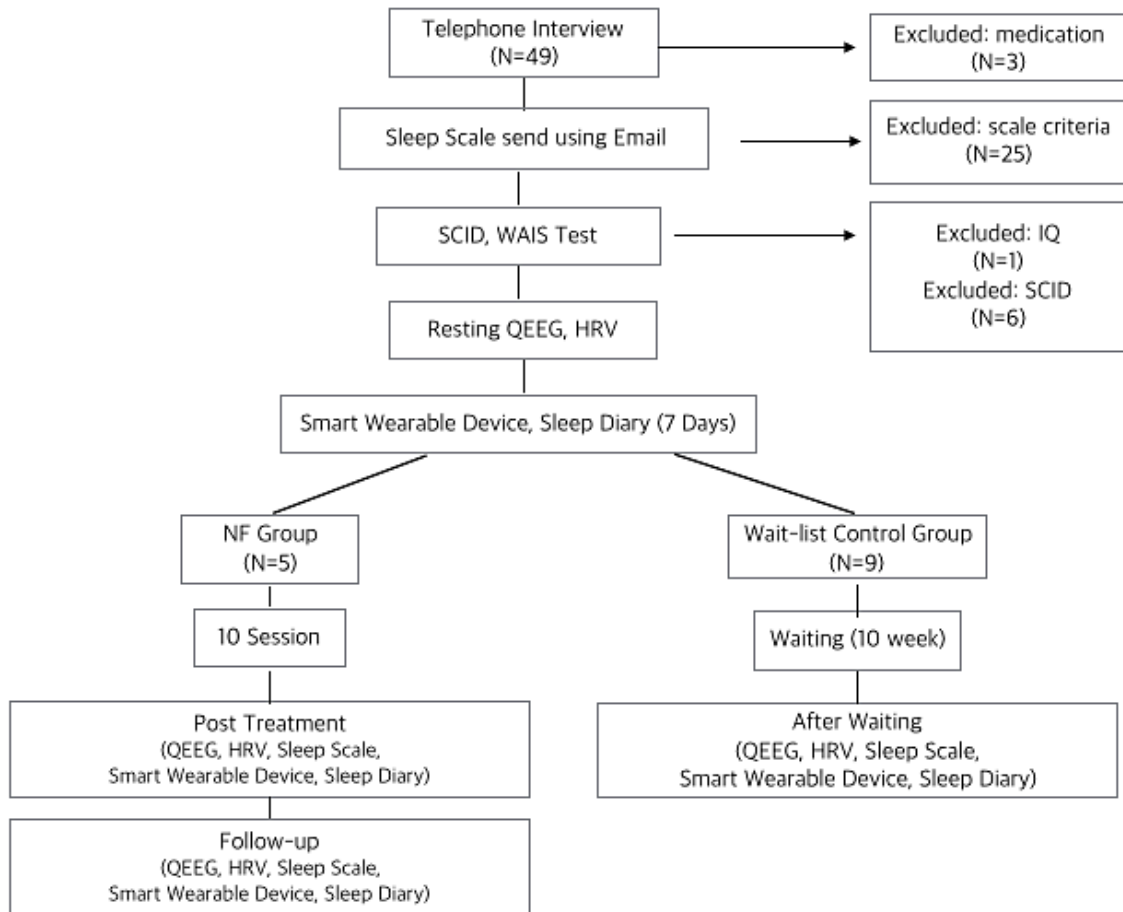 Telephone Interview
(N=49)
Excluded: medication
(N=3)
Sleep Scale send using Email
Excluded: scale criteria
(N=25)
SCID, WAIS Test
Excluded: IQ
(N=1)
Excluded: SCID
(N=6)
Resting QEEG, HRV
Smart Wearable Device, Sleep Diary (7 Days)
NF Group
(N=5)
Wait-list Control Group
(N=9)
10 Session
Waiting (10 week)
Post Treatment
(QEEG, HRV, Sleep Scale,
Smart Wearable Device, Sleep Diary)
After Waiting
(QEEG, HRV, Sleep Scale,
Smart Wearable Device, Sleep Diary)
Follow-up
(QEEG, HRV, Sleep Scale,
Smart Wearable Device, Sleep Diary)